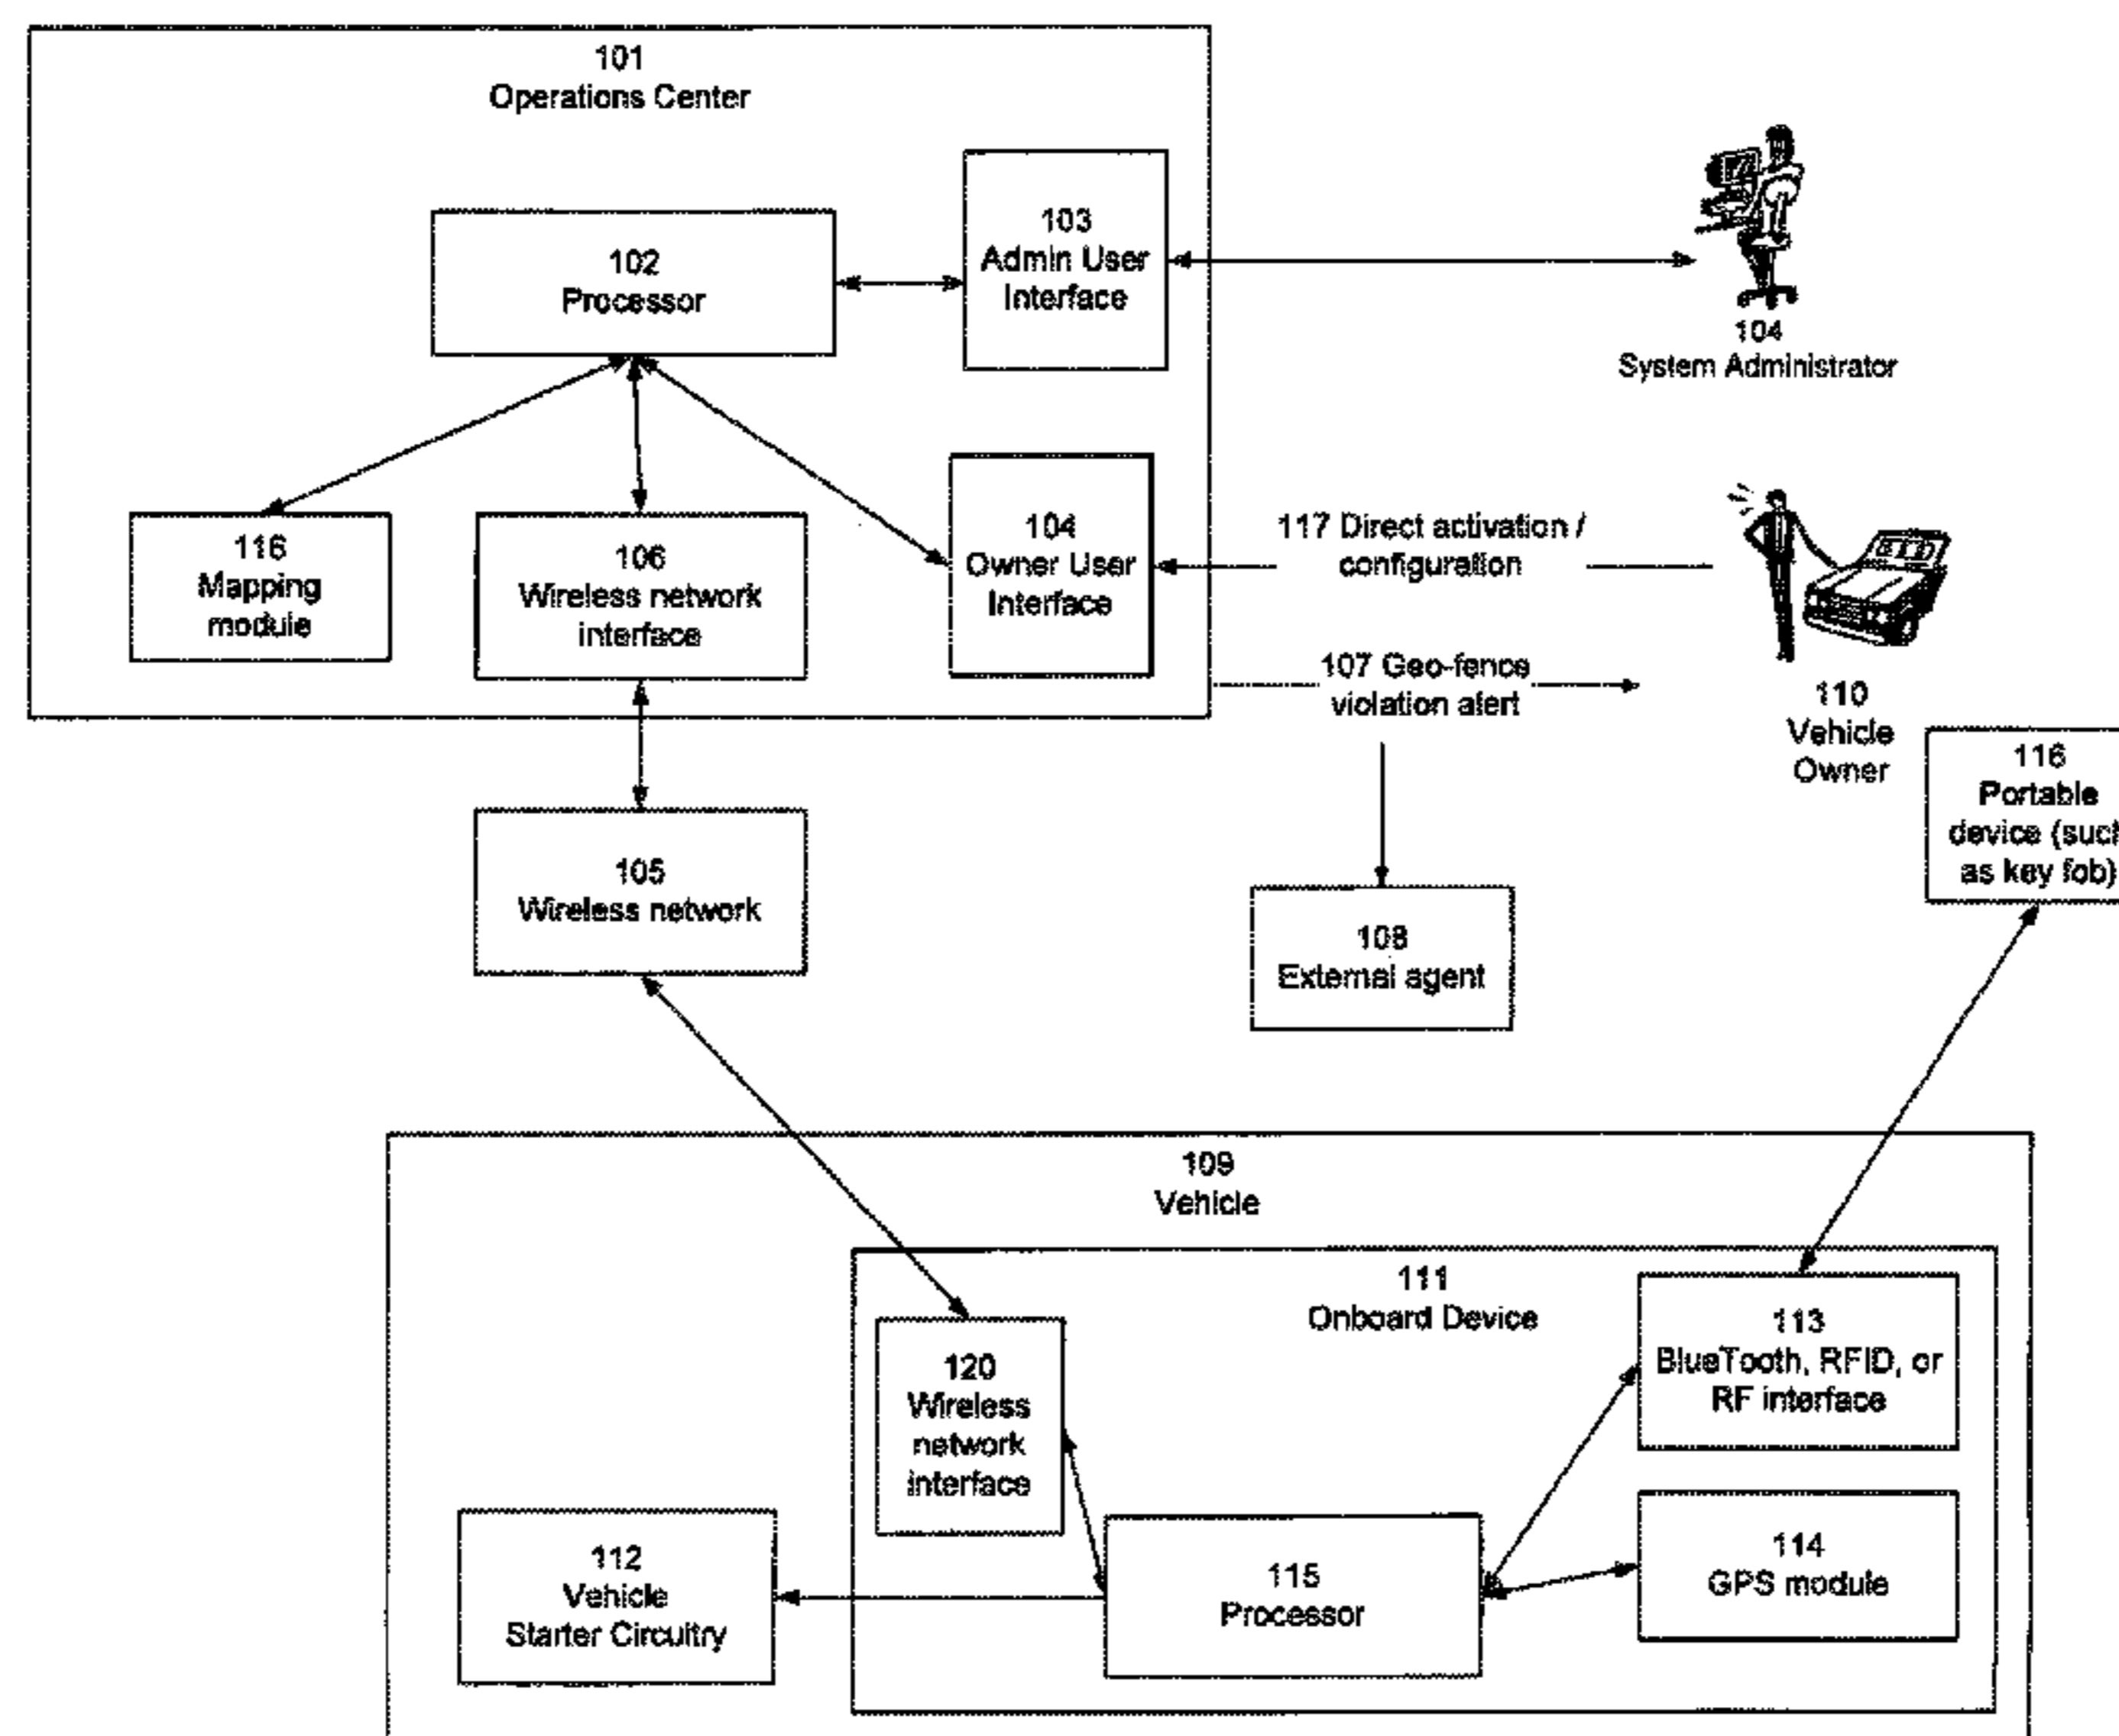 101
Operations Center
102
Processor
103
Admin User
Interface
104
System Administrator
116
Mapping
module
106
Wireless network
interface
104
Owner User
Interface
117 Direct activation /
configuration
107 Geo-fence
violation alert
110
Vehicle
Owner
116
Portable
device (such
as key fob)
105
Wireless network
108
External agent
109
Vehicle
111
Onboard Device
120
Wireless
network
interface
113
BlueTooth, RFID, or
RF interface
112
Vehicle
Starter Circuitry
115
Processor
114
GPS module